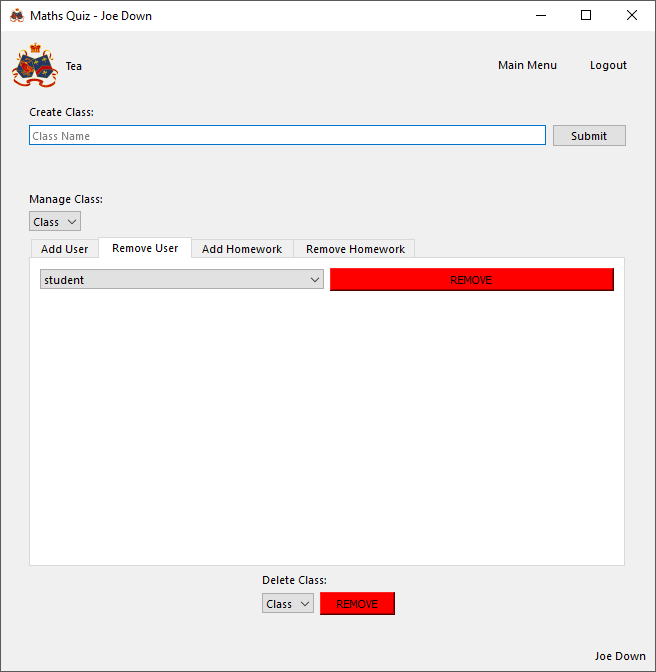 Maths Quiz - Joe Down
Tea
Main Menu
Logout
Create Class:
Class Name
Submit
Manage Class:
Class
Add User
Remove User
Add Homework
Remove Homework
student
REMOVE
Delete Class:
Class
REMOVE
Joe Down